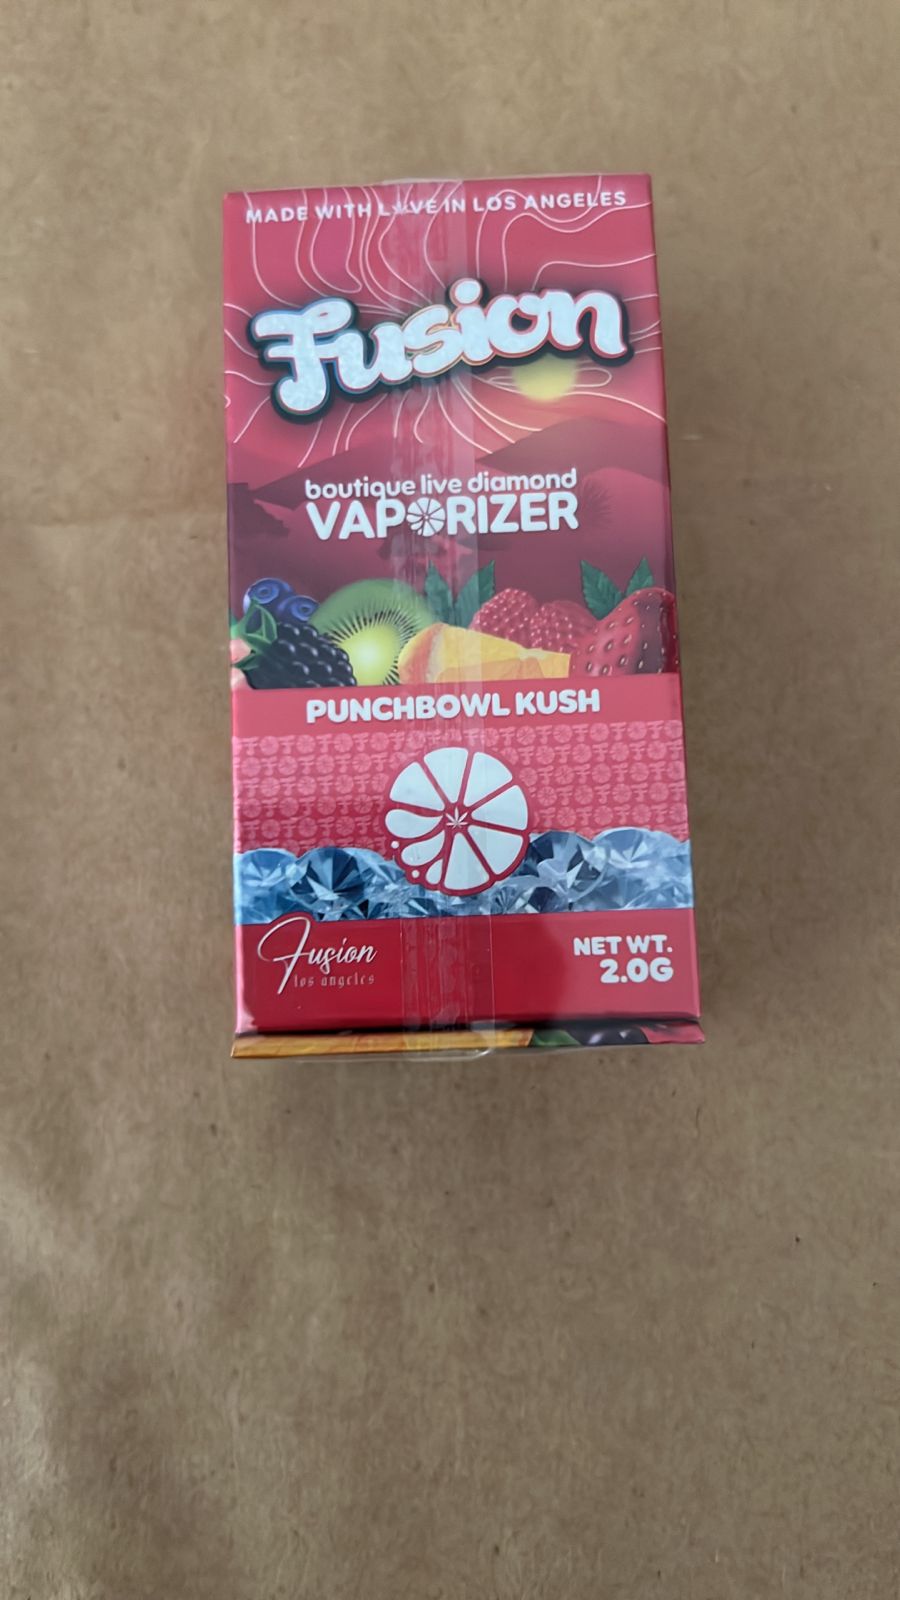 MADE WITH LOVE IN LOS ANGELES
Fusion
boutique live diamond
VAPORIZER
PUNCHBOWL KUSH
Fusion
los angeles
NET WT.
2.0G